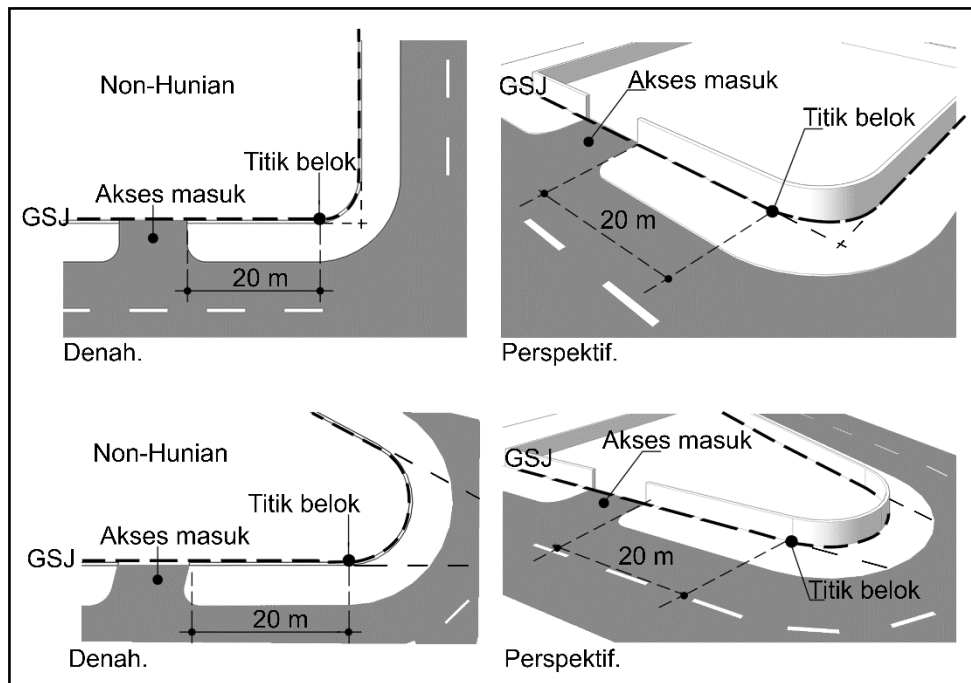 Non-Hunian
Titik belok
Akses masuk
GSJ
20 m
Denah.
GSJ
Akses masuk
Titik belok
20 m
Perspektif.
Non-Hunian
Titik belok
Akses masuk
GSJ
20 m
Denah.
Akses masuk
GSJ
20 m
Titik belok
Perspektif.